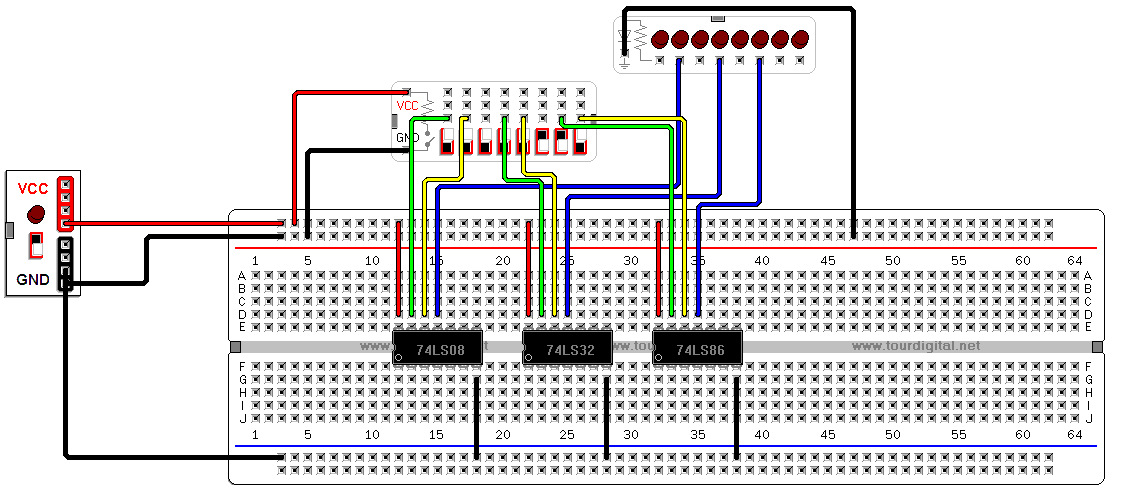 VCC
GND
VCC
GND
1 5 10 15 20 25 30 35 40 45 50 55 60 64
A A
B B
C C
D D
E E
www. t tourdigital.net
74LS08
74LS32
74LS86
www.tourdigital.net
F F
G G
H H
I I
J J
1 5 10 15 20 25 30 35 40 45 50 55 60 64